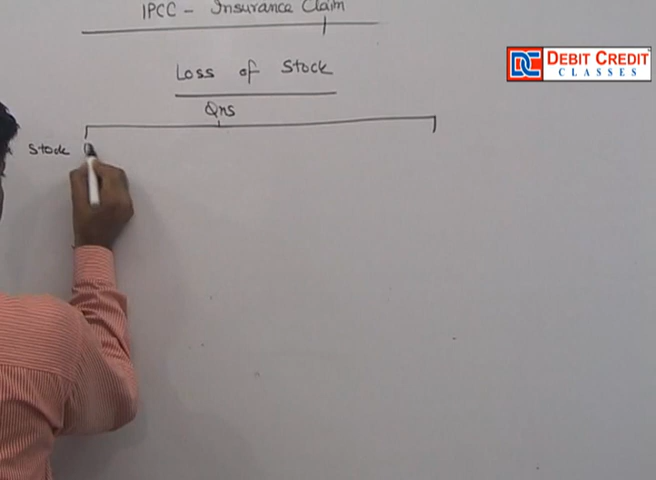 IPCC - Insurance Claim
Loss of Stock
Qns
Stock
DC DEBIT CREDIT
CLASSES